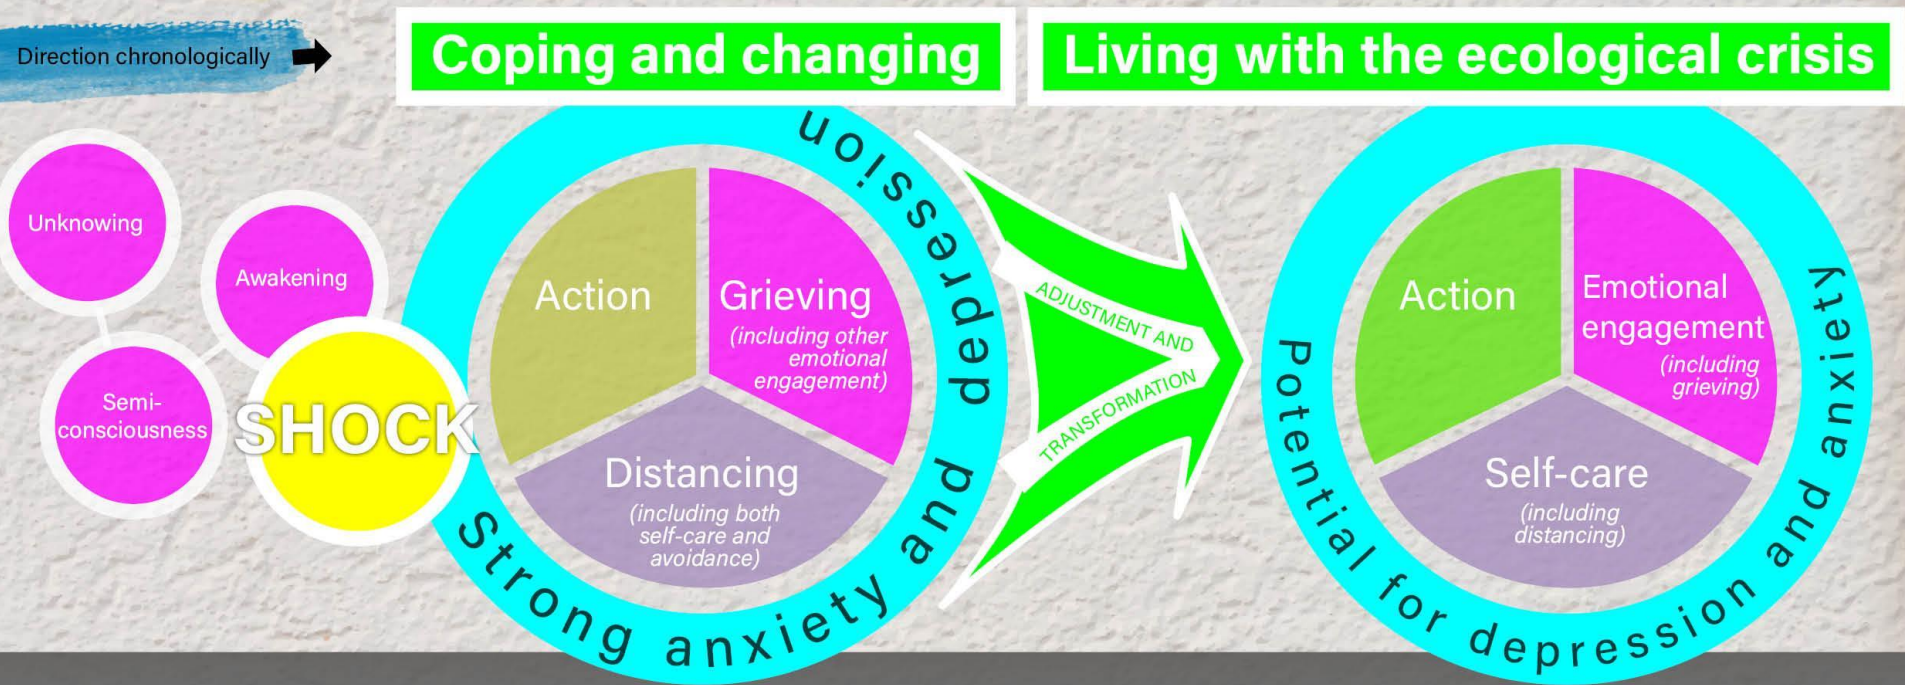 Direction chronologically
Coping and changing
Living with the ecological crisis
Unknowing
Semi-
consciousness
Awakening
SHOCK
Action
Grieving
(including other
emotional
engagement)
Distancing
(including both
self-care and
avoidance)
Strong anxiety and depression
ADJUSTMENT AND
TRANSFORMATION
Action
Emotional
engagement
(including
grieving)
Self-care
(including
distancing)
Potential for depression and anxiety